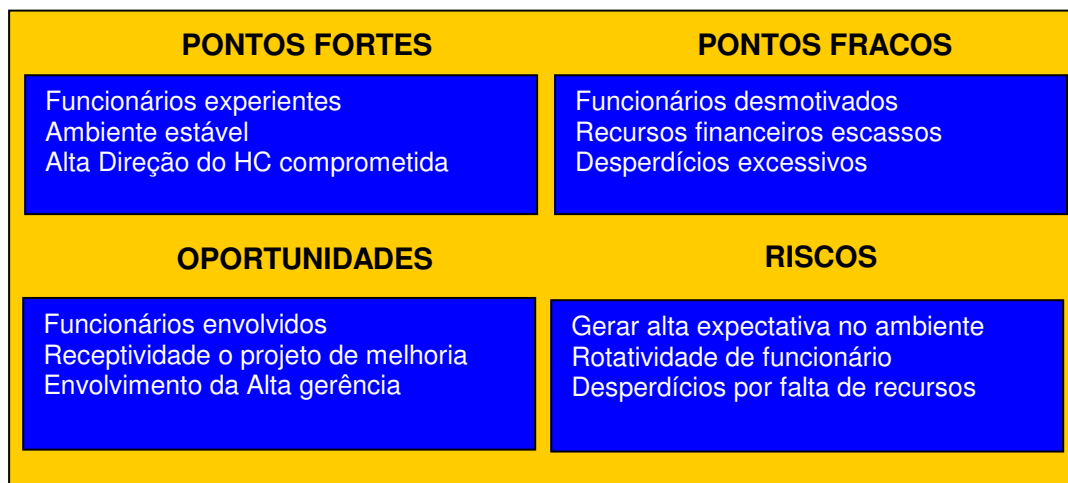 PONTOS FORTES
Funcionários experientes
Ambiente estável
Alta Direção do HC comprometida
PONTOS FRACOS
Funcionários desmotivados
Recursos financeiros escassos
Desperdícios excessivos
OPORTUNIDADES
Funcionários envolvidos
Receptividade o projeto de melhoria
Envolvimento da Alta gerência
RISCOS
Gerar alta expectativa no ambiente
Rotatividade de funcionário
Desperdícios por falta de recursos